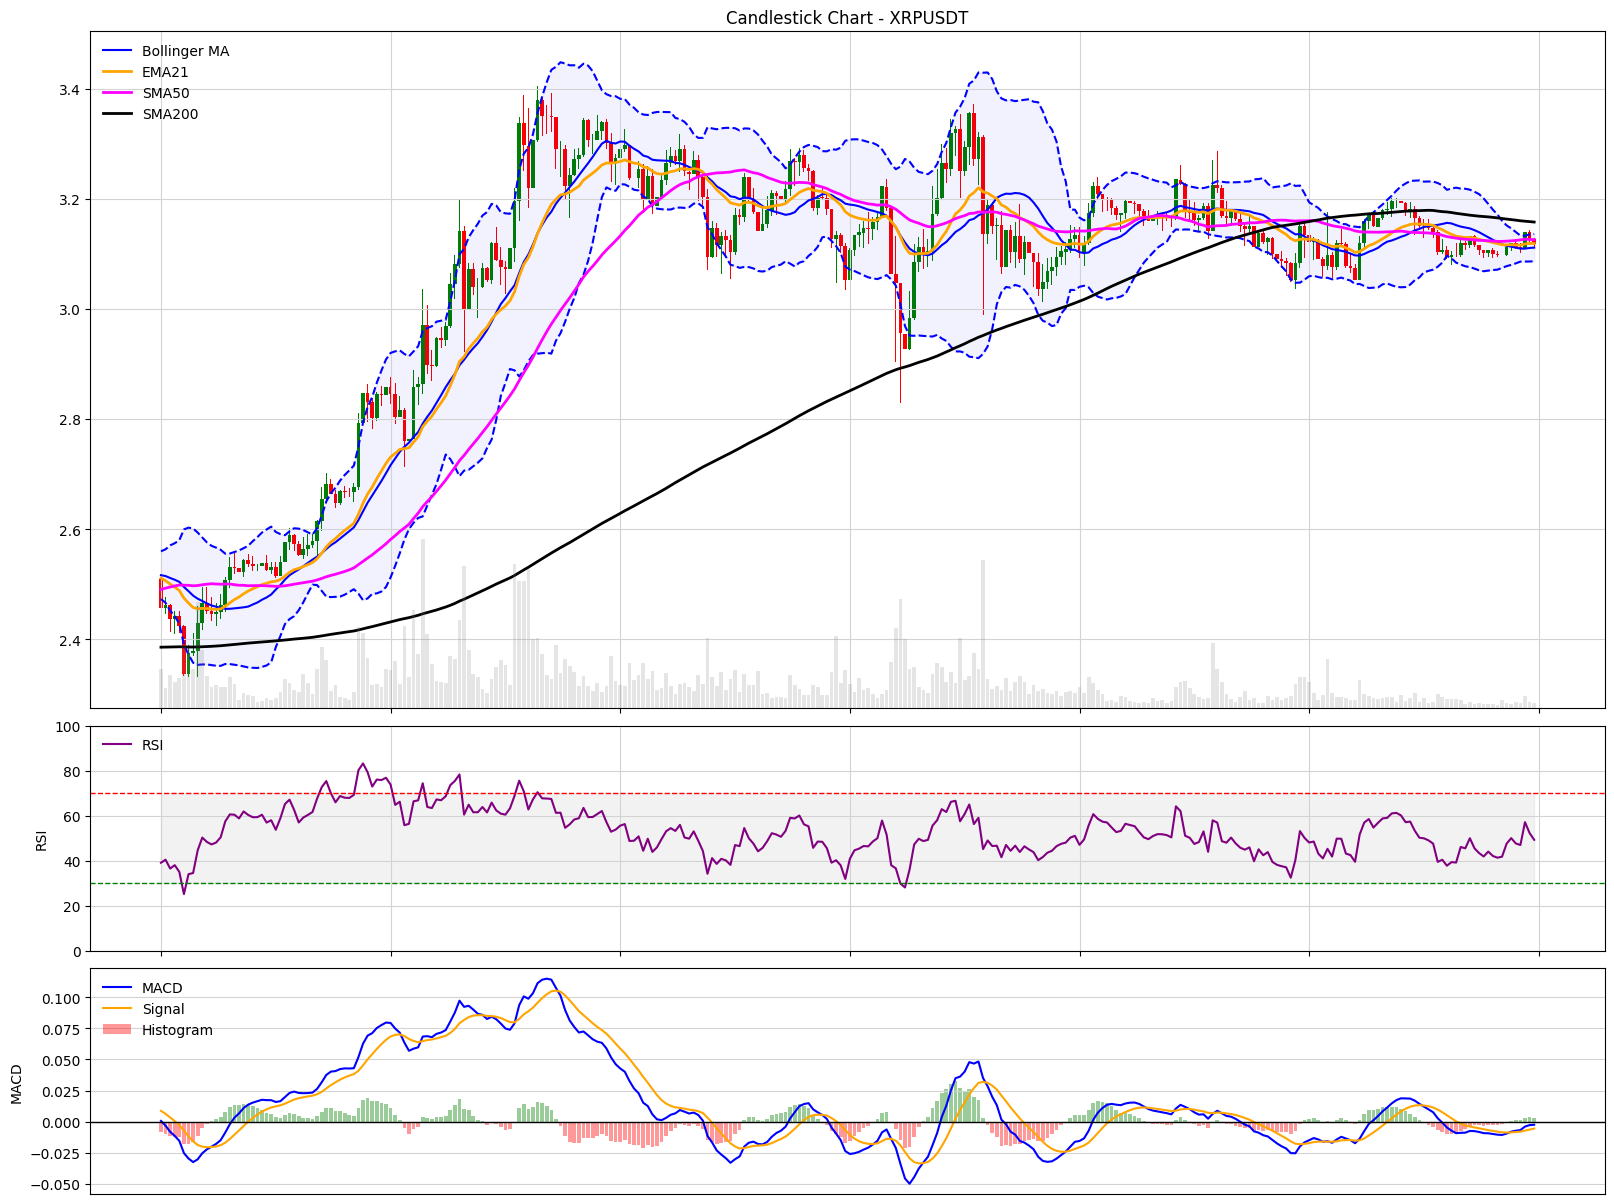 Candlestick Chart - XRPUSDT
Bollinger MA
EMA21
SMA50
SMA200
3.4
3.2
3.0
2.8
2.6
2.4
100
80
60
40
20
0
RSI
RSI
MACD
Signal
Histogram
0.100
0.075
0.050
0.025
0.000
−0.025
−0.050
MACD